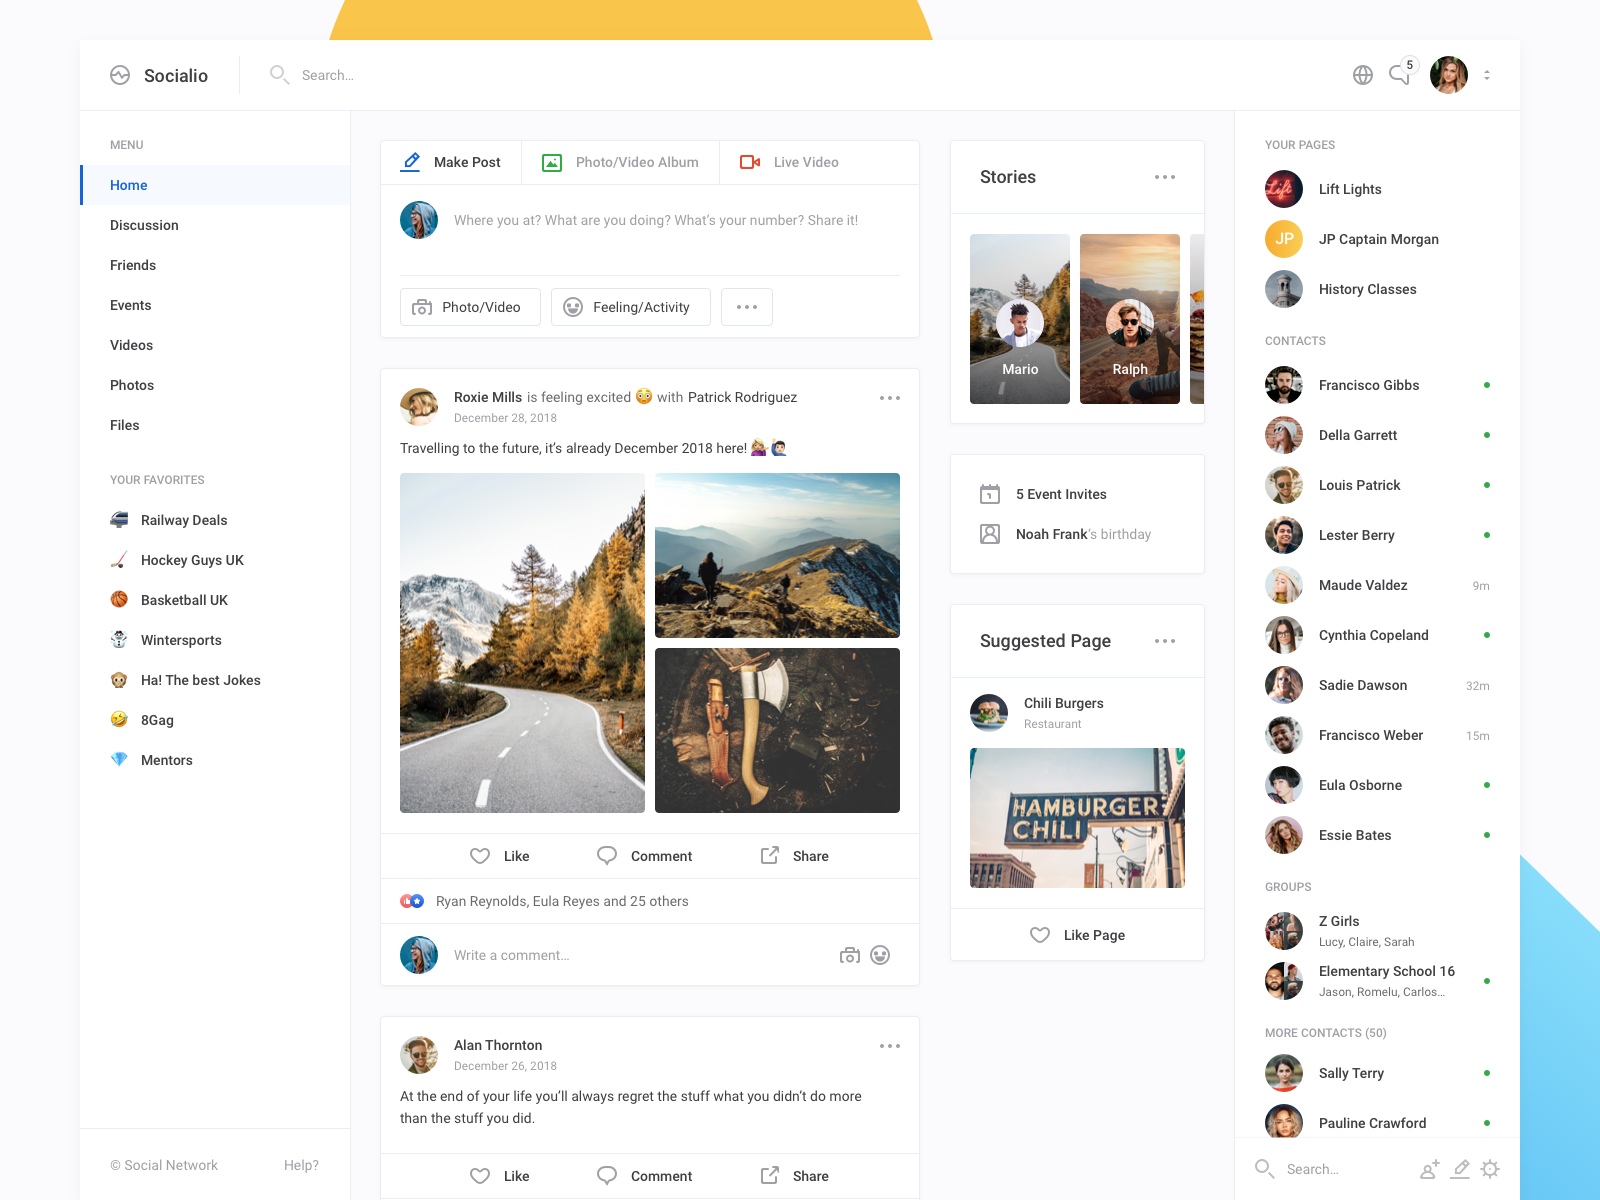 Socialio
Search...
5
MENU
Home
Discussion
Friends
Events
Videos
Photos
Files
YOUR FAVORITES
Railway Deals
Hockey Guys UK
Basketball UK
Wintersports
Ha! The best Jokes
8Gag
Mentors
© Social Network
Help?
Make Post
Photo/Video Album
Live Video
Where you at? What are you doing? What's your number? Share it!
Photo/Video
Feeling/Activity
Roxie Mills is feeling excited 😳 with Patrick Rodriguez
December 28, 2018
Travelling to the future, it's already December 2018 here!
Like
Comment
Share
Ryan Reynolds, Eula Reyes and 25 others
Write a comment...
Alan Thornton
December 26, 2018
At the end of your life you'll always regret the stuff what you didn't do more
than the stuff you did.
Like
Comment
Share
Stories
Mario
Ralph
5 Event Invites
Noah Frank's birthday
Suggested Page
Chili Burgers
Restaurant
HAMBURGER
CHILI
Like Page
YOUR PAGES
Lift
Lift Lights
JP
JP Captain Morgan
History Classes
CONTACTS
Francisco Gibbs
Della Garrett
Louis Patrick
Lester Berry
Maude Valdez
9m
Cynthia Copeland
Sadie Dawson
32m
Francisco Weber
15m
Eula Osborne
Essie Bates
GROUPS
Z Girls
Lucy, Claire, Sarah
Elementary School 16
Jason, Romelu, Carlos...
MORE CONTACTS (50)
Sally Terry
Pauline Crawford
Search...